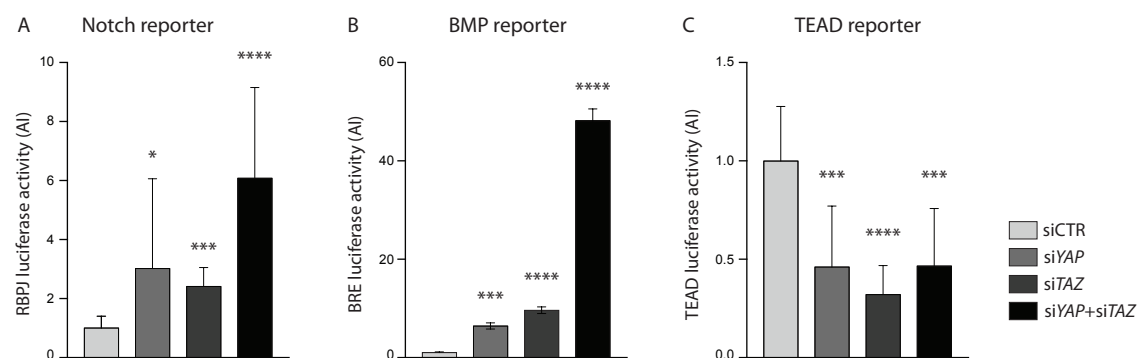 A Notch reporter
RBPJ luciferase activity (AI)
10
8
6
4
2
0
*
***
****
B BMP reporter
BRE luciferase activity (AI)
60
40
20
0
***
****
****
C TEAD reporter
TEAD luciferase activity (AI)
1.5
1.0
0.5
0
***
****
***
siCTR
siYAP
siTAZ
siYAP+siTAZ